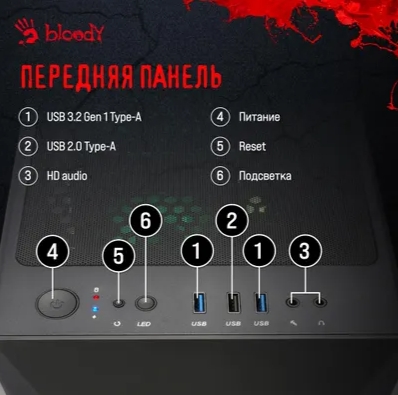 bloody
ПЕРЕДНЯЯ ПАНЕЛЬ
1 USB 3.2 Gen 1 Type-A
2 USB 2.0 Type-A
3 HD audio
4 Питание
5 Reset
6 Подсветка
4 5 6 1 2 1 3
LED USB USB USB